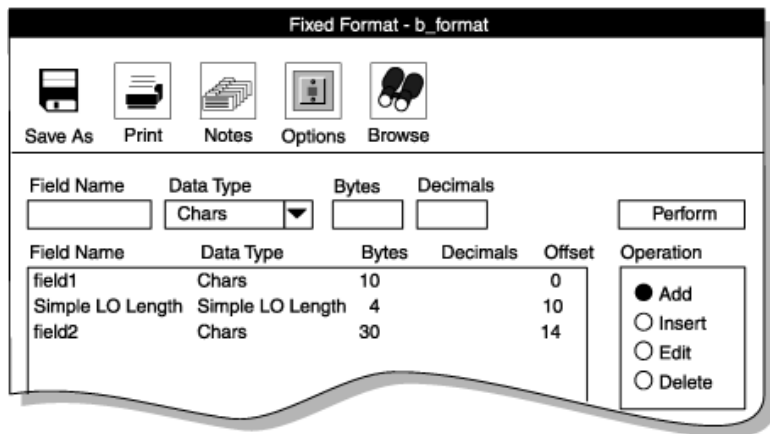 Fixed Format - b_format
Save As Print Notes Options Browse
Field Name Data Type Bytes Decimals
Chars Perform
Field Name Data Type Bytes Decimals Offset Operation
field1 Chars 10 0
Add
Simple LO Length Simple LO Length 4 10
Insert
field2 Chars 30 14
Edit
Delete